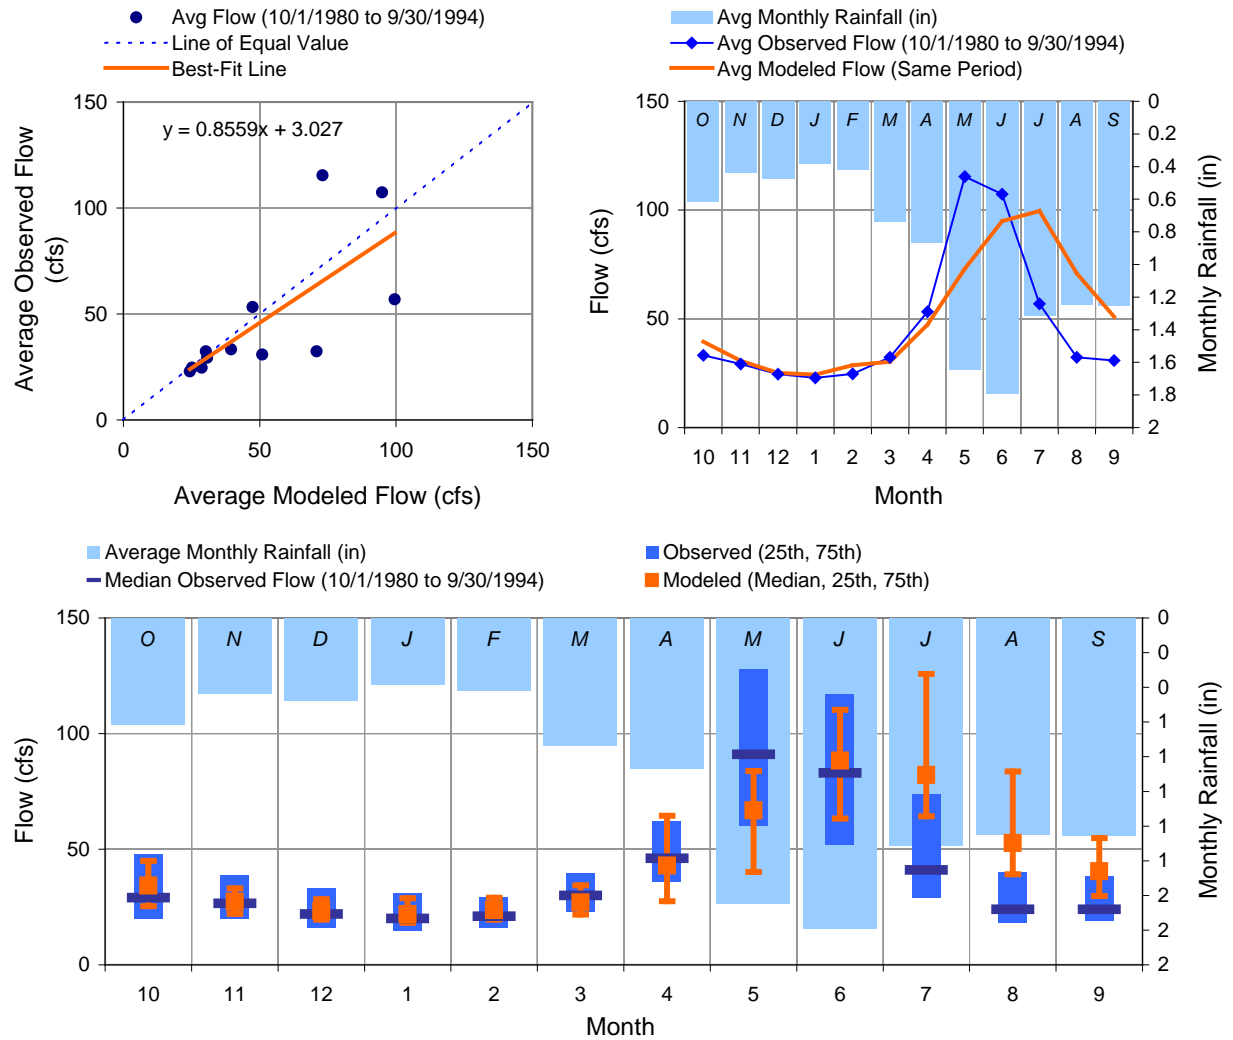 Avg Flow (10/1/1980 to 9/30/1994)
Line of Equal Value
Best-Fit Line
y = 0.8559x + 3.027
150
100
50
0
0 50 100 150
Average Observed Flow
(cfs)
Average Modeled Flow (cfs)
Avg Monthly Rainfall (in)
Avg Observed Flow (10/1/1980 to 9/30/1994)
Avg Modeled Flow (Same Period)
O N D J F M A M J J A S
150
100
50
0
Flow (cfs)
0
0.2
0.4
0.6
0.8
1
1.2
1.4
1.6
1.8
2
Monthly Rainfall (in)
10 11 12 1 2 3 4 5 6 7 8 9
Month
Average Monthly Rainfall (in)
Median Observed Flow (10/1/1980 to 9/30/1994)
Observed (25th, 75th)
Modeled (Median, 25th, 75th)
O N D J F M A M J J A S
150
100
50
0
Flow (cfs)
0
0
0
1
1
1
1
1
2
2
2
Monthly Rainfall (in)
10 11 12 1 2 3 4 5 6 7 8 9
Month